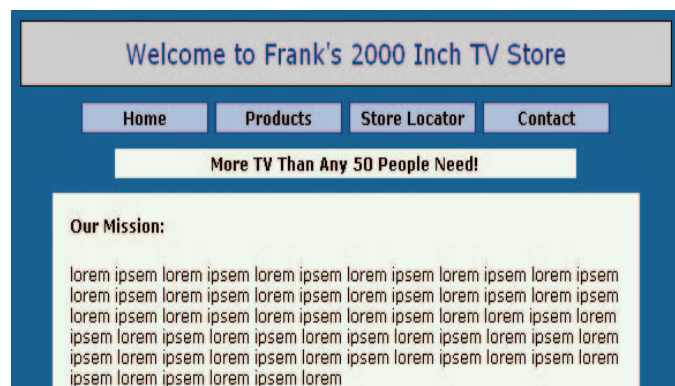 Welcome to Frank's 2000 Inch TV Store
Home Products Store Locator Contact
More TV Than Any 50 People Need!
Our Mission:
lorem ipsem lorem ipsem lorem ipsem lorem ipsem lorem ipsem lorem ipsem
lorem ipsem lorem ipsem lorem ipsem lorem ipsem lorem ipsem lorem ipsem
lorem ipsem lorem ipsem lorem ipsem lorem ipsem lorem lorem ipsem lorem
ipsem lorem ipsem lorem ipsem lorem ipsem lorem ipsem lorem ipsem lorem
ipsem lorem ipsem lorem ipsem lorem ipsem lorem ipsem lorem ipsem lorem
ipsem lorem ipsem lorem ipsem lorem